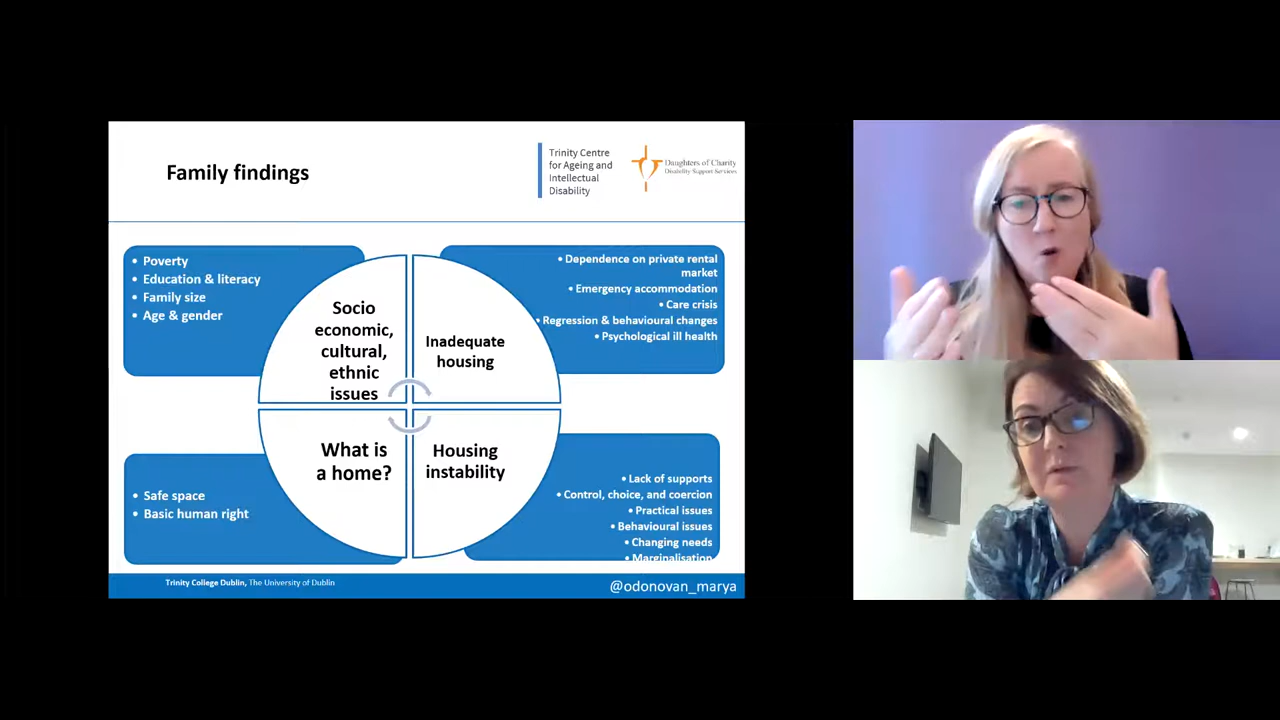 Family findings
Trinity Centre
for Ageing and
Intellectual
Disability
Daughters of Charity
Disability Support Services
• Poverty
• Education & literacy
• Family size
• Age & gender
Socio
economic,
cultural,
ethnic
issues
Inadequate
housing
• Dependence on private rental
market
• Emergency accommodation
• Care crisis
• Regression & behavioural changes
• Psychological ill health
• Safe space
• Basic human right
What is
a home?
Housing
instability
• Lack of supports
• Control, choice, and coercion
• Practical issues
• Behavioural issues
• Changing needs
• Marginalisation
Trinity College Dublin, The University of Dublin
@odonovan_marya